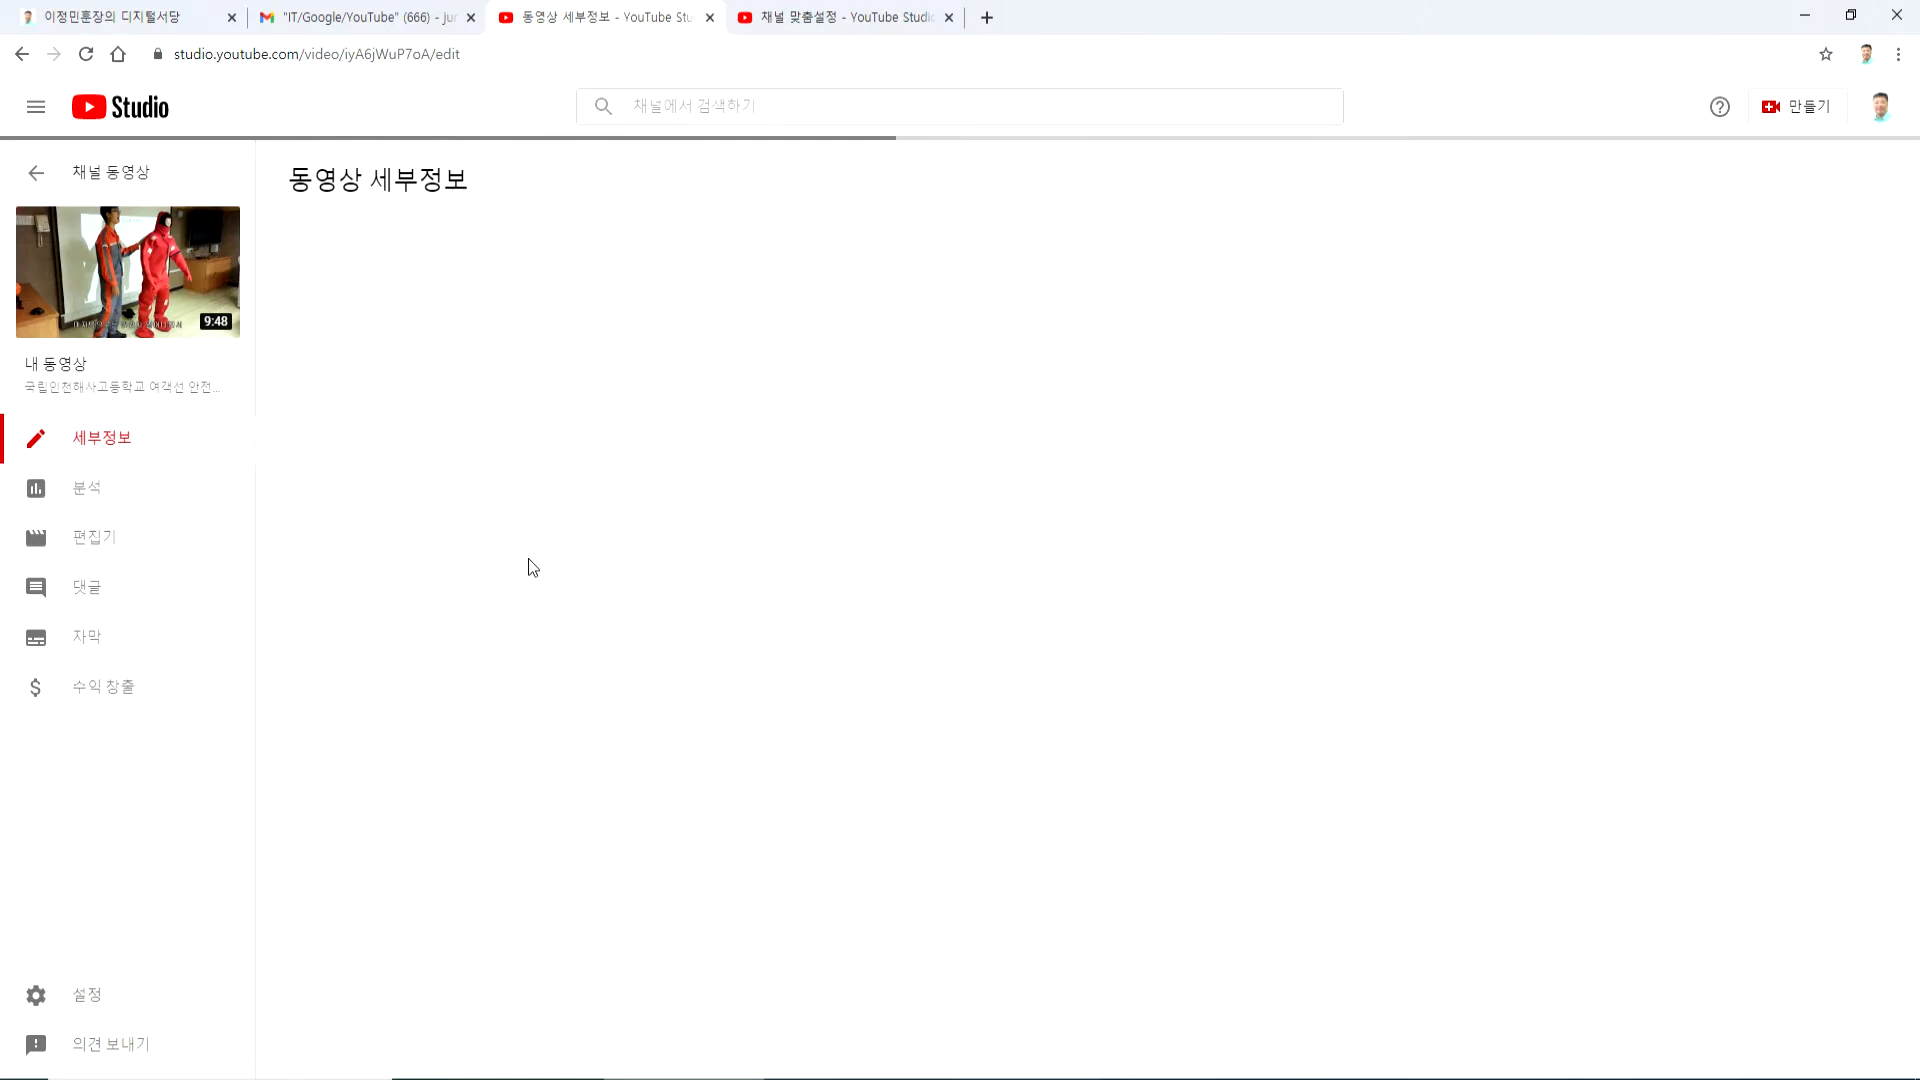 이정민훈장의 디지털서당
"IT/Google/YouTube" (666) - jur
동영상 세부정보 - YouTube Stu
채널 맞춤설정 - YouTube Studio
studio.youtube.com/video/iyA6jWuP7oA/edit
Studio
채널에서 검색하기
만들기
채널 동영상
동영상 세부정보
9:48
내 동영상
국립인천해사고등학교 여객선 안전...
세부정보
분석
편집기
댓글
자막
수익 창출
설정
의견 보내기